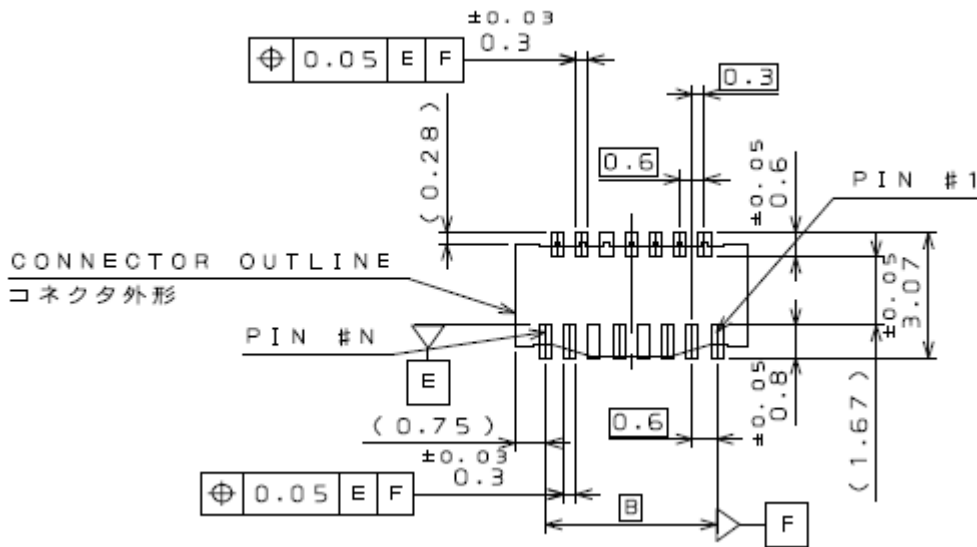 ±0.03
0.3
⌖ 0.05 E F
0.3
(0.28)
0.6
±0.05
0.6
PIN #1
CONNECTOR OUTLINE
コネクタ外形
±0.05
3.07
PIN #N
E
(0.75)
0.6
±0.05
0.8
(1.67)
±0.03
0.3
⌖ 0.05 E F
B
F